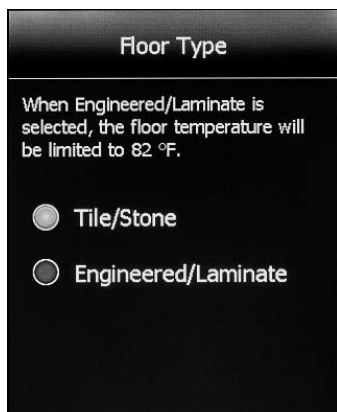 Floor Type
When Engineered/Laminate is
selected, the floor temperature will
be limited to 82 °F.
Tile/Stone
Engineered/Laminate